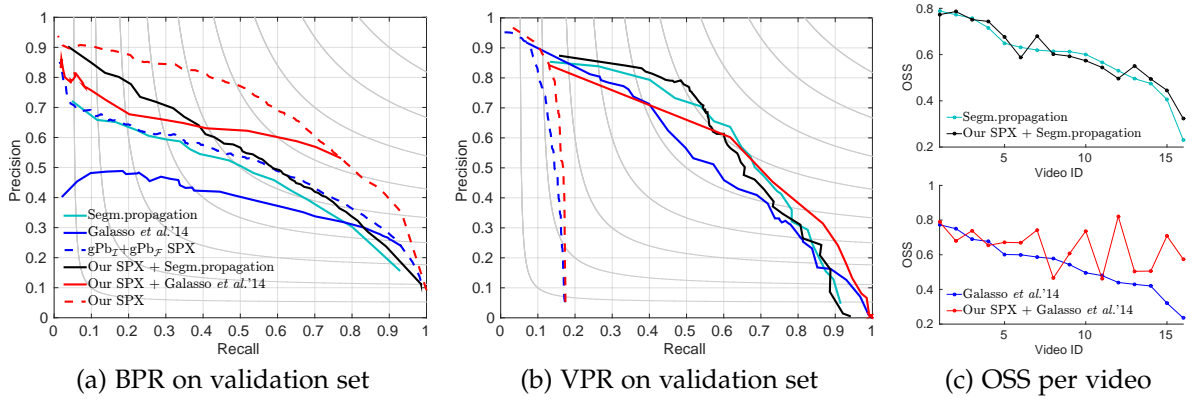 1
0.9
0.8
0.7
0.6
0.5
0.4
0.3
0.2
0.1
0
Precision
Segm.propagation
Galasso et al.'14
gPb_I+gPb_F SPX
Our SPX + Segm.propagation
Our SPX + Galasso et al.'14
Our SPX
0 0.1 0.2 0.3 0.4 0.5 0.6 0.7 0.8 0.9 1
Recall
(a) BPR on validation set
1
0.9
0.8
0.7
0.6
0.5
0.4
0.3
0.2
0.1
0
Precision
0 0.1 0.2 0.3 0.4 0.5 0.6 0.7 0.8 0.9 1
Recall
(b) VPR on validation set
0.8
0.6
0.4
0.2
OSS
Segm.propagation
Our SPX + Segm.propagation
5 10 15
Video ID
1
0.8
0.6
0.4
0.2
OSS
Galasso et al.'14
Our SPX + Galasso et al.'14
5 10 15
Video ID
(c) OSS per video